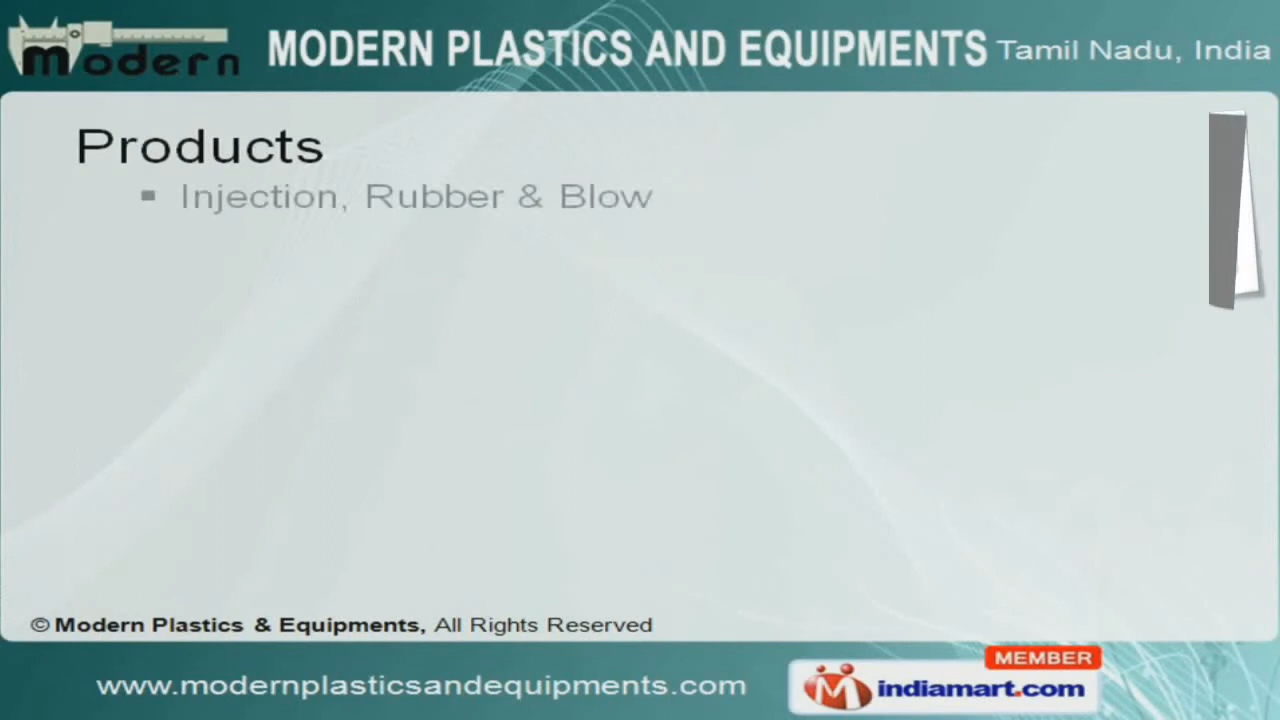 Modern
MODERN PLASTICS AND EQUIPMENTS Tamil Nadu, India
Products
▪ Injection, Rubber & Blow
© Modern Plastics & Equipments, All Rights Reserved
www.modernplasticsandequipments.com
MEMBER
indiamart.com